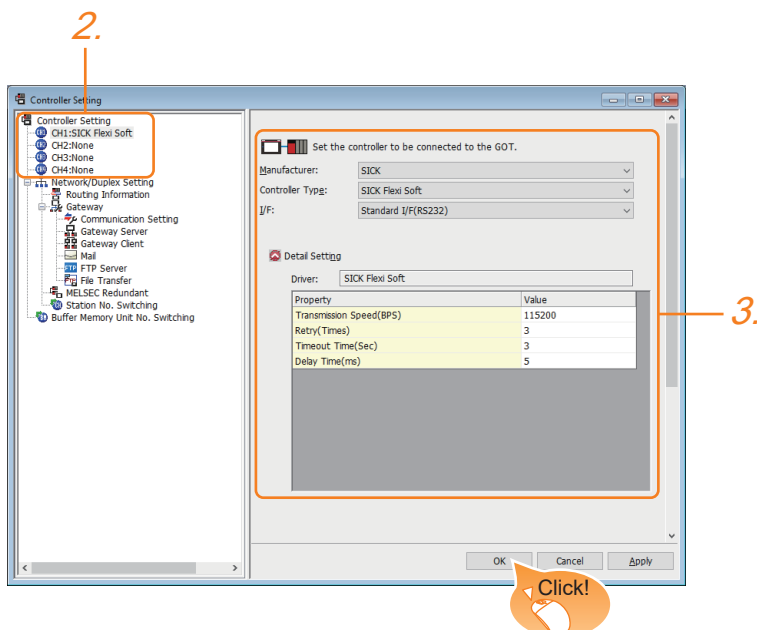 2.
Controller Setting
Controller Setting
CH1:SICK Flexi Soft
CH2:None
CH3:None
CH4:None
Network/Duplex Setting
Routing Information
Gateway
Communication Setting
Gateway Server
Gateway Client
Mail
FTP Server
File Transfer
MELSEC Redundant
Station No. Switching
Buffer Memory Unit No. Switching
Set the controller to be connected to the GOT.
Manufacturer: SICK
Controller Type: SICK Flexi Soft
I/F: Standard I/F(RS232)
Detail Setting
Driver: SICK Flexi Soft
Property Value
Transmission Speed(BPS) 115200
Retry(Times) 3
Timeout Time(Sec) 3
Delay Time(ms) 5
3.
OK Cancel Apply
Click!